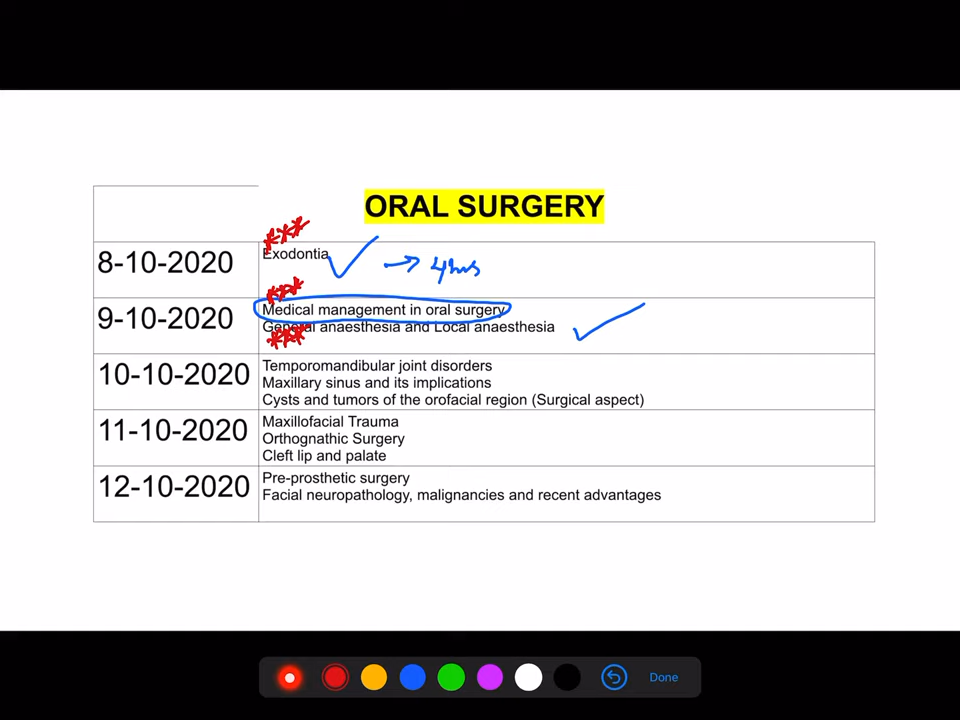 ORAL SURGERY
***
8-10-2020
Exodontia
→ 4hrs
***
9-10-2020
Medical management in oral surgery
General anaesthesia and Local anaesthesia
***
10-10-2020
Temporomandibular joint disorders
Maxillary sinus and its implications
Cysts and tumors of the orofacial region (Surgical aspect)
11-10-2020
Maxillofacial Trauma
Orthognathic Surgery
Cleft lip and palate
12-10-2020
Pre-prosthetic surgery
Facial neuropathology, malignancies and recent advantages
Done